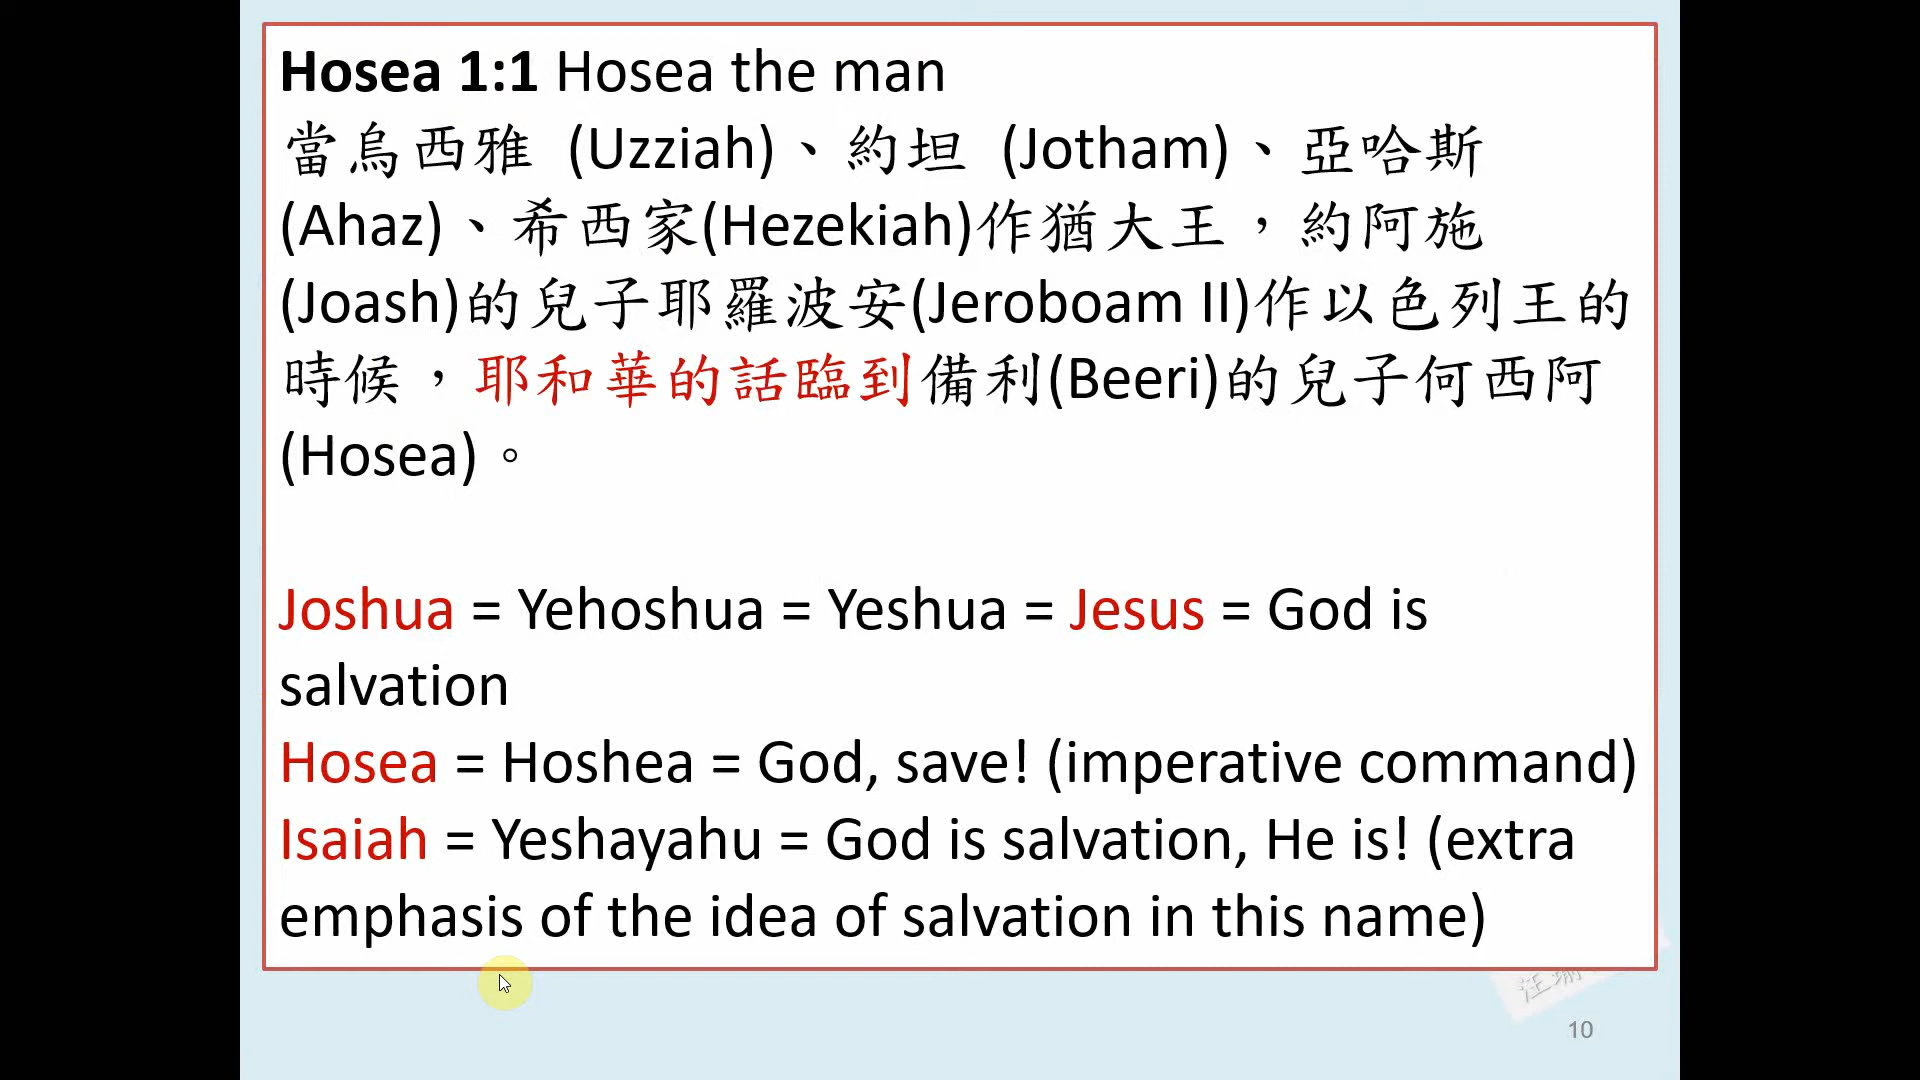 Hosea 1:1 Hosea the man
當烏西雅 (Uzziah)、約坦 (Jotham)、亞哈斯
(Ahaz)、希西家(Hezekiah)作猶大王，約阿施
(Joash)的兒子耶羅波安(Jeroboam II)作以色列王的
時候，耶和華的話臨到備利(Beeri)的兒子何西阿
(Hosea)。
Joshua = Yehoshua = Yeshua = Jesus = God is
salvation
Hosea = Hoshea = God, save! (imperative command)
Isaiah = Yeshayahu = God is salvation, He is! (extra
emphasis of the idea of salvation in this name)
10